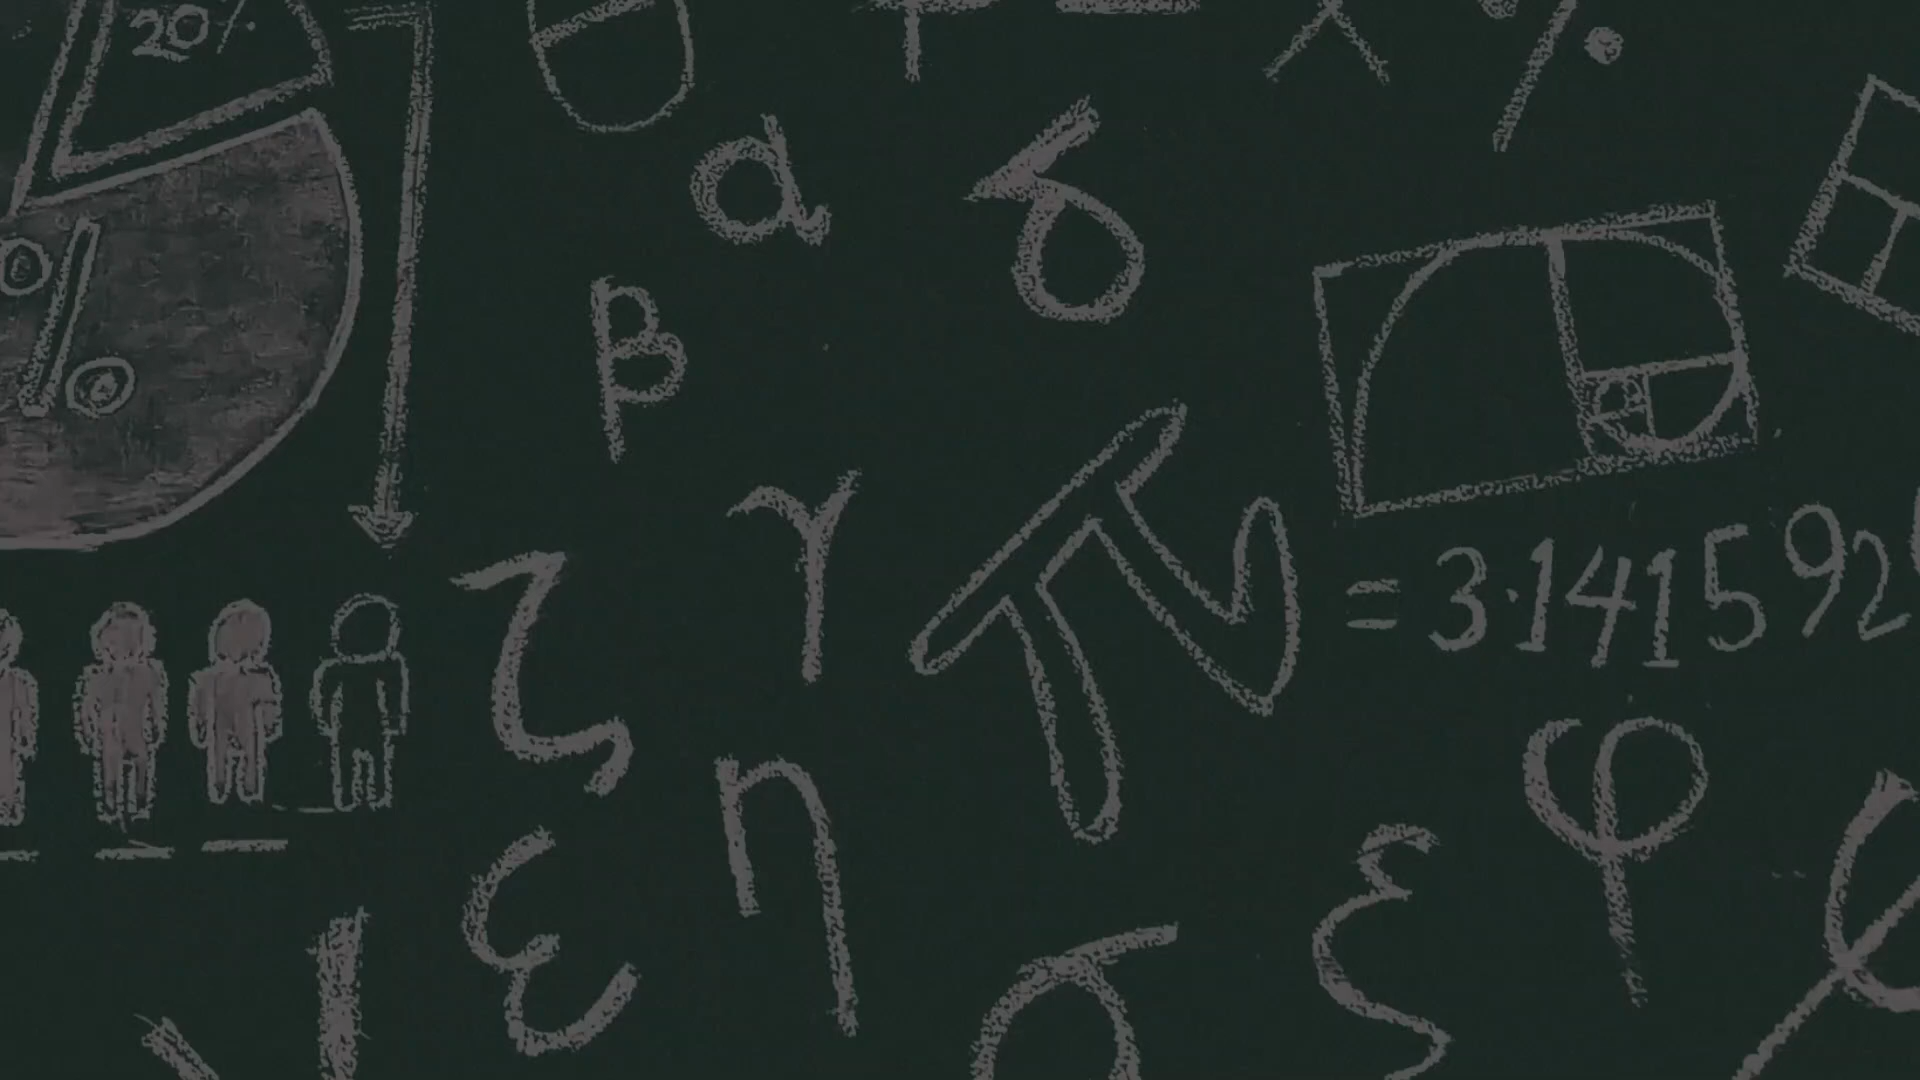 20%
θ + - × %
α δ
%
β
γ π = 3.141592
ζ
η φ
ε ξ
σ